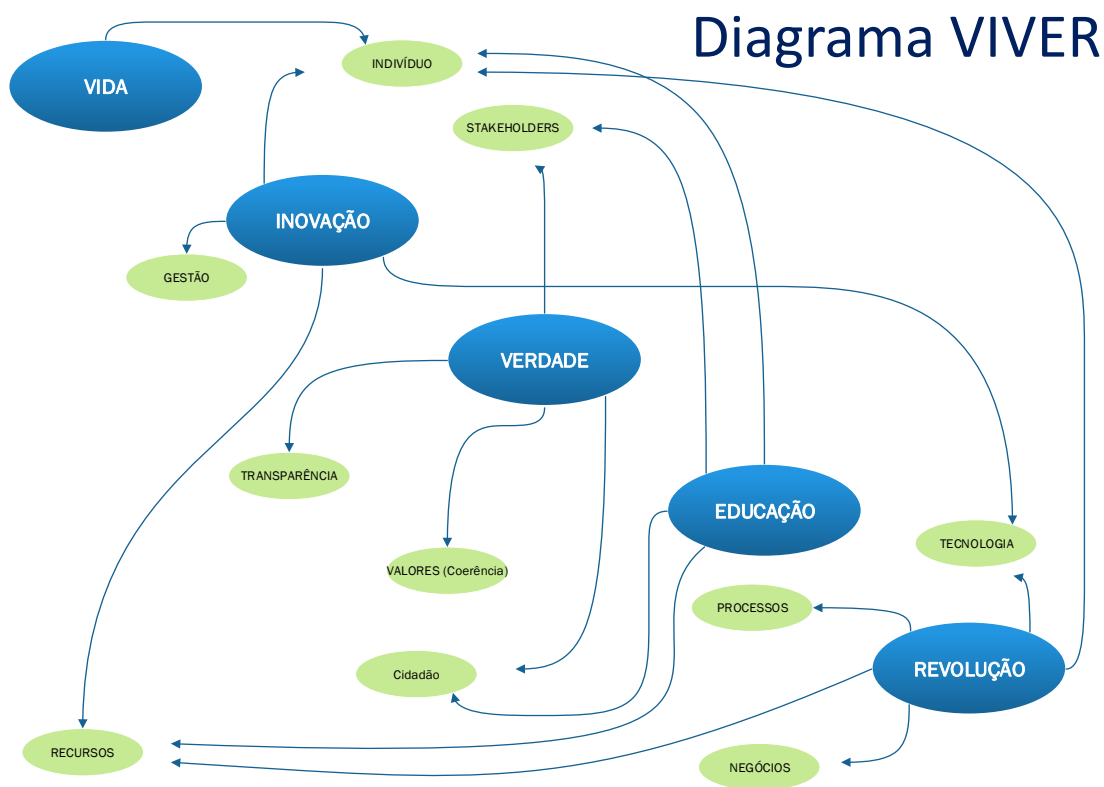 Diagrama VIVER
INDIVÍDUO
VIDA
STAKEHOLDERS
INOVAÇÃO
GESTÃO
VERDADE
TRANSPARÊNCIA
EDUCAÇÃO
TECNOLOGIA
VALORES (Coerência)
PROCESSOS
REVOLUÇÃO
Cidadão
RECURSOS
NEGÓCIOS